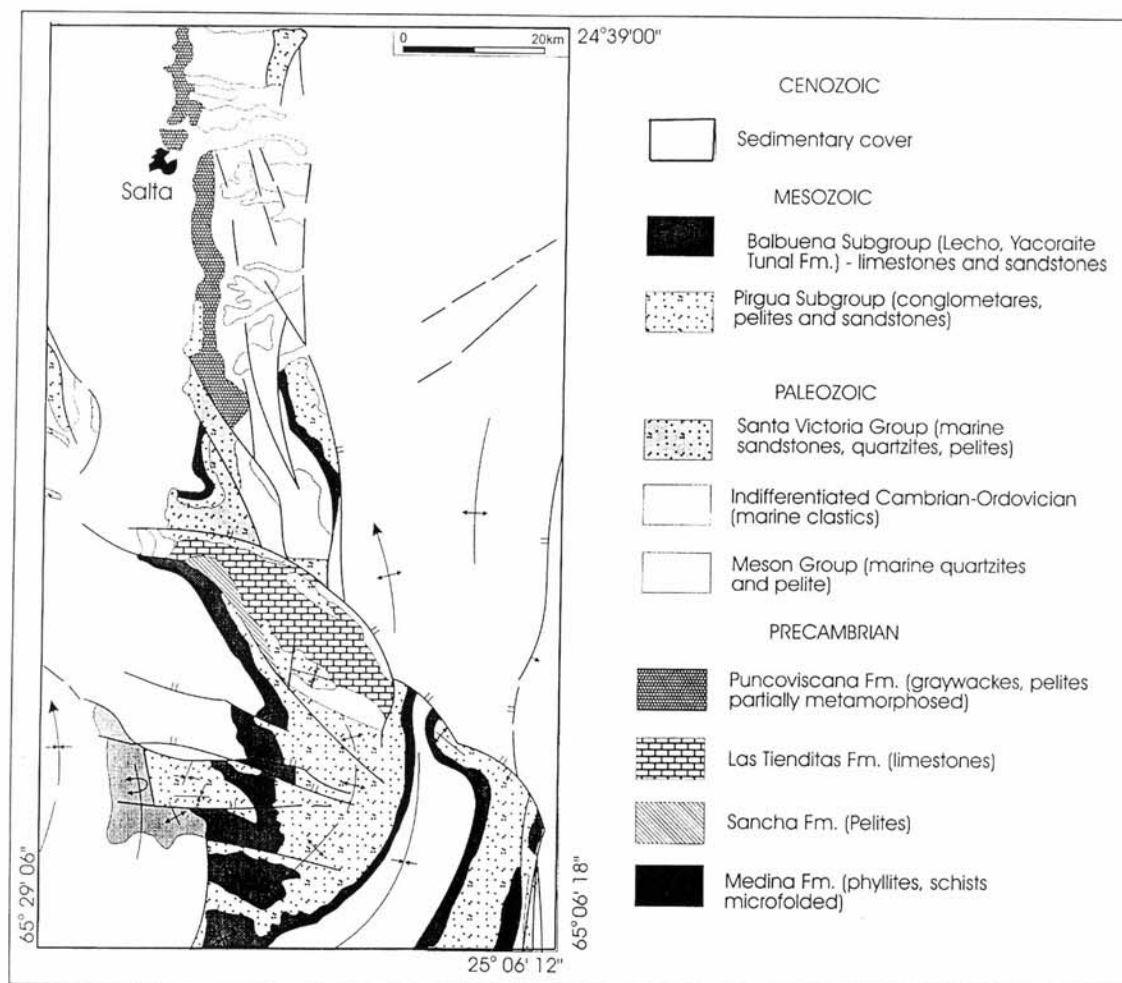 0 20km
24°39'00"
Salta
65° 29' 06"
65° 06' 18"
25° 06' 12"
CENOZOIC
Sedimentary cover
MESOZOIC
Balbuena Subgroup (Lecho, Yacoraite
Tunal Fm.) - limestones and sandstones
Pirgua Subgroup (conglometares,
pelites and sandstones)
PALEOZOIC
Santa Victoria Group (marine
sandstones, quartzites, pelites)
Indifferentiated Cambrian-Ordovician
(marine clastics)
Meson Group (marine quartzites
and pelite)
PRECAMBRIAN
Puncoviscana Fm. (graywackes, pelites
partially metamorphosed)
Las Tienditas Fm. (limestones)
Sancha Fm. (Pelites)
Medina Fm. (phyllites, schists
microfolded)